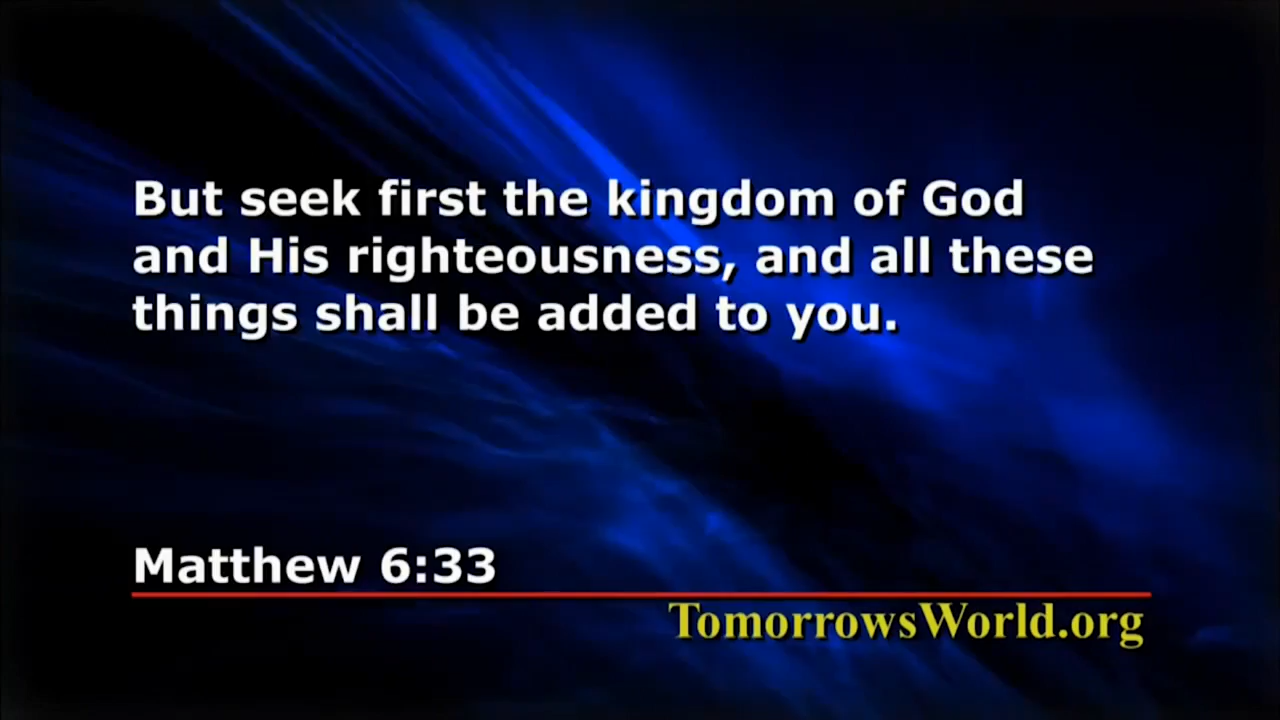 But seek first the kingdom of God
and His righteousness, and all these
things shall be added to you.
Matthew 6:33
TomorrowsWorld.org